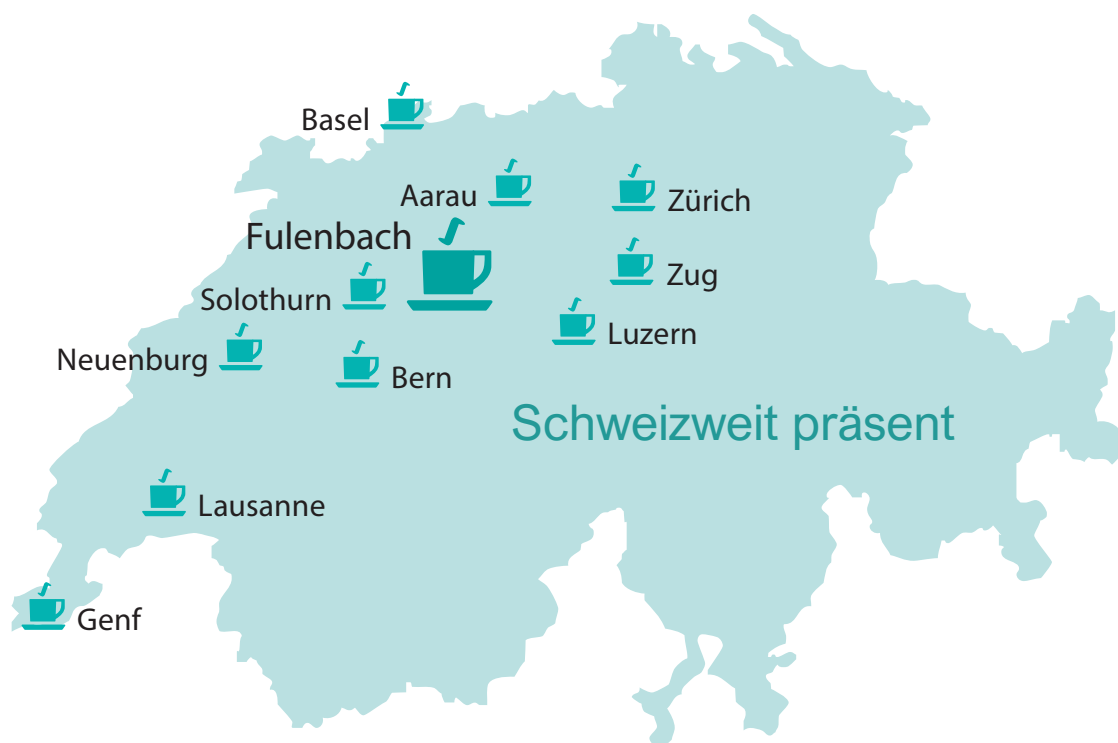 Basel
Aarau
Zürich
Fulenbach
Zug
Solothurn
Luzern
Neuenburg
Bern
Schweizweit präsent
Lausanne
Genf